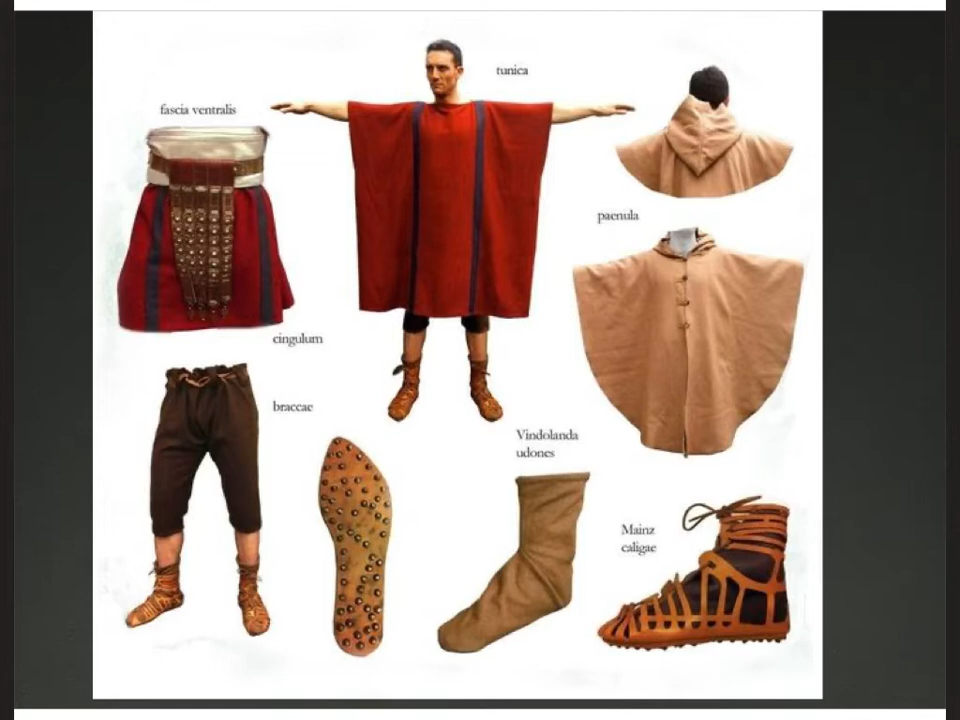 tunica
fascia ventralis
paenula
cingulum
braccae
Vindolanda
udones
Mainz
caligae